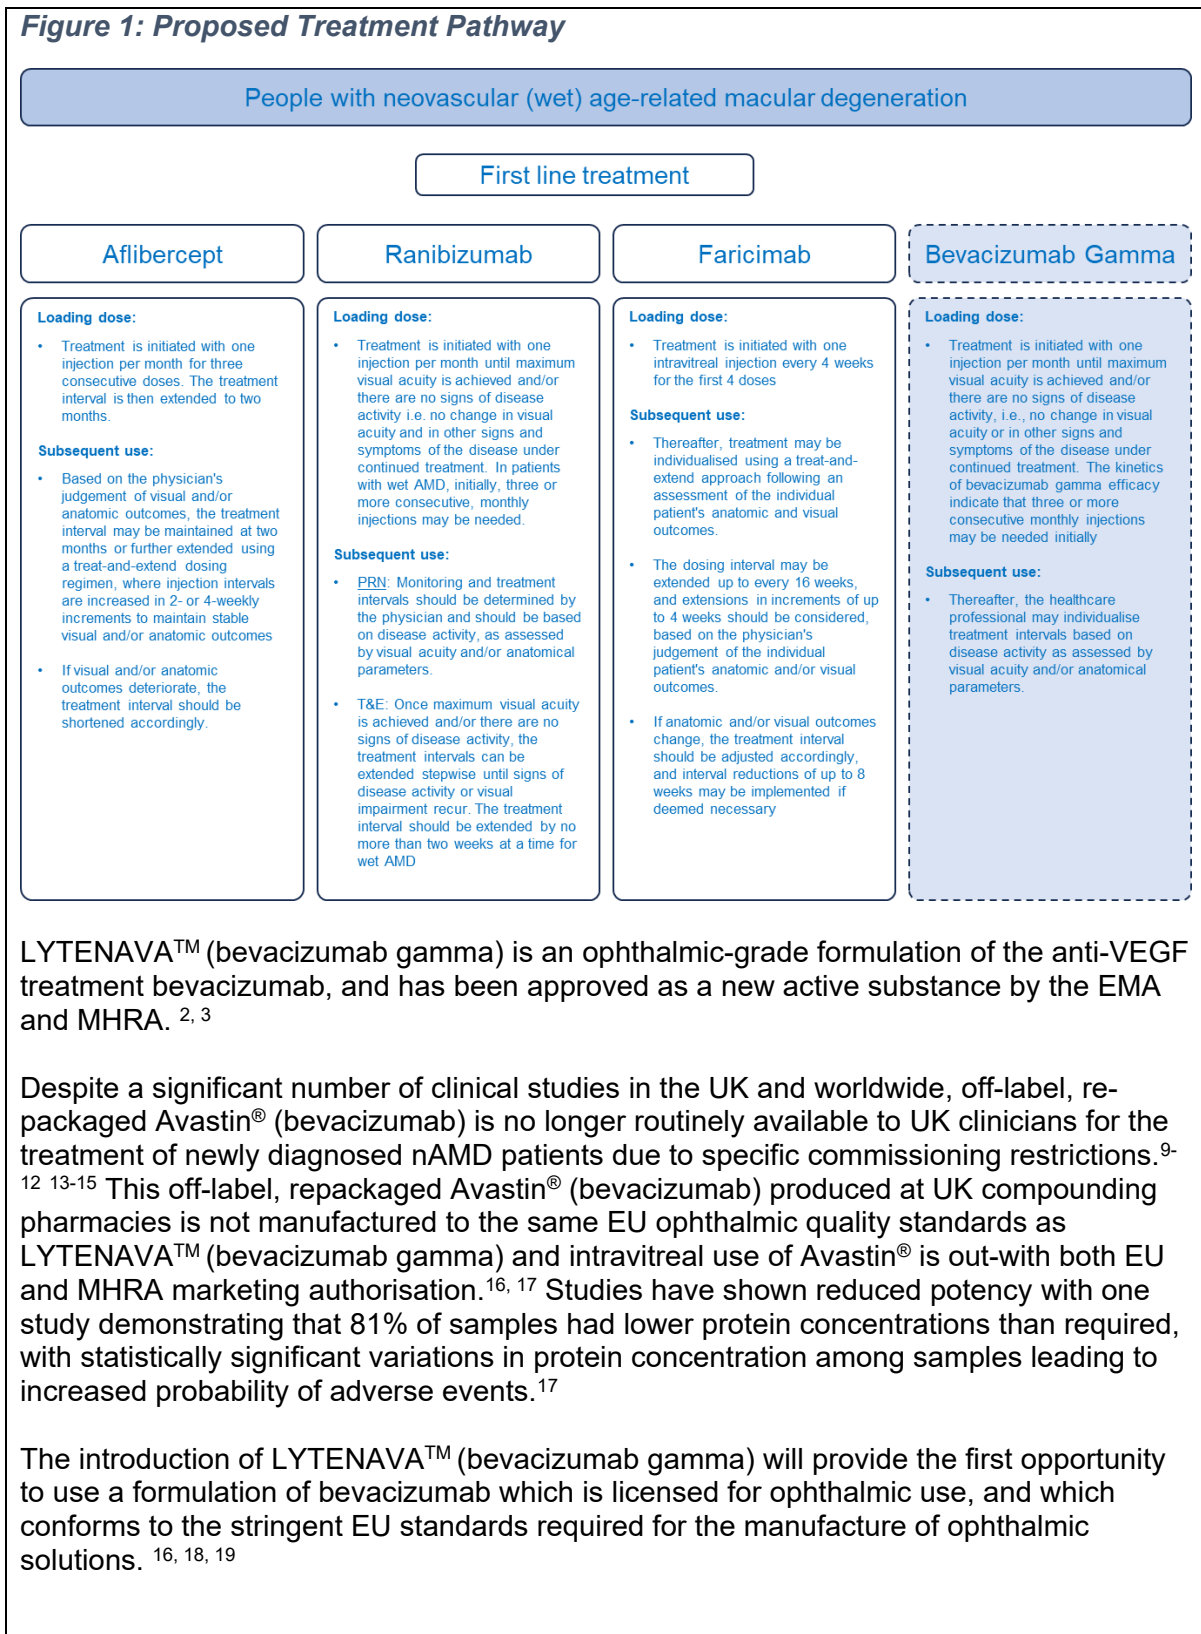 Figure 1: Proposed Treatment Pathway
People with neovascular (wet) age-related macular degeneration
First line treatment
Aflibercept
Loading dose:
• Treatment is initiated with one
injection per month for three
consecutive doses. The treatment
interval is then extended to two
months.
Subsequent use:
• Based on the physician's
judgement of visual and/or
anatomic outcomes, the treatment
interval may be maintained at two
months or further extended using
a treat-and-extend dosing
regimen, where injection intervals
are increased in 2- or 4-weekly
increments to maintain stable
visual and/or anatomic outcomes
• If visual and/or anatomic
outcomes deteriorate, the
treatment interval should be
shortened accordingly.
Ranibizumab
Loading dose:
• Treatment is initiated with one
injection per month until maximum
visual acuity is achieved and/or
there are no signs of disease
activity i.e. no change in visual
acuity and in other signs and
symptoms of the disease under
continued treatment. In patients
with wet AMD, initially, three or
more consecutive, monthly
injections may be needed.
Subsequent use:
• PRN: Monitoring and treatment
intervals should be determined by
the physician and should be based
on disease activity, as assessed
by visual acuity and/or anatomical
parameters.
• T&E: Once maximum visual acuity
is achieved and/or there are no
signs of disease activity, the
treatment intervals can be
extended stepwise until signs of
disease activity or visual
impairment recur. The treatment
interval should be extended by no
more than two weeks at a time for
wet AMD
Faricimab
Loading dose:
• Treatment is initiated with one
intravitreal injection every 4 weeks
for the first 4 doses
Subsequent use:
• Thereafter, treatment may be
individualised using a treat-and-
extend approach following an
assessment of the individual
patient's anatomic and visual
outcomes.
• The dosing interval may be
extended up to every 16 weeks,
and extensions in increments of up
to 4 weeks should be considered,
based on the physician's
judgement of the individual
patient's anatomic and/or visual
outcomes.
• If anatomic and/or visual outcomes
change, the treatment interval
should be adjusted accordingly,
and interval reductions of up to 8
weeks may be implemented if
deemed necessary
Bevacizumab Gamma
Loading dose:
• Treatment is initiated with one
injection per month until maximum
visual acuity is achieved and/or
there are no signs of disease
activity, i.e., no change in visual
acuity or in other signs and
symptoms of the disease under
continued treatment. The kinetics
of bevacizumab gamma efficacy
indicate that three or more
consecutive monthly injections
may be needed initially
Subsequent use:
• Thereafter, the healthcare
professional may individualise
treatment intervals based on
disease activity as assessed by
visual acuity and/or anatomical
parameters.
LYTENAVA™ (bevacizumab gamma) is an ophthalmic-grade formulation of the anti-VEGF
treatment bevacizumab, and has been approved as a new active substance by the EMA
and MHRA. 2, 3
Despite a significant number of clinical studies in the UK and worldwide, off-label, re-
packaged Avastin® (bevacizumab) is no longer routinely available to UK clinicians for the
treatment of newly diagnosed nAMD patients due to specific commissioning restrictions.9-
12 13-15 This off-label, repackaged Avastin® (bevacizumab) produced at UK compounding
pharmacies is not manufactured to the same EU ophthalmic quality standards as
LYTENAVA™ (bevacizumab gamma) and intravitreal use of Avastin® is out-with both EU
and MHRA marketing authorisation.16, 17 Studies have shown reduced potency with one
study demonstrating that 81% of samples had lower protein concentrations than required,
with statistically significant variations in protein concentration among samples leading to
increased probability of adverse events.17
The introduction of LYTENAVA™ (bevacizumab gamma) will provide the first opportunity
to use a formulation of bevacizumab which is licensed for ophthalmic use, and which
conforms to the stringent EU standards required for the manufacture of ophthalmic
solutions. 16, 18, 19